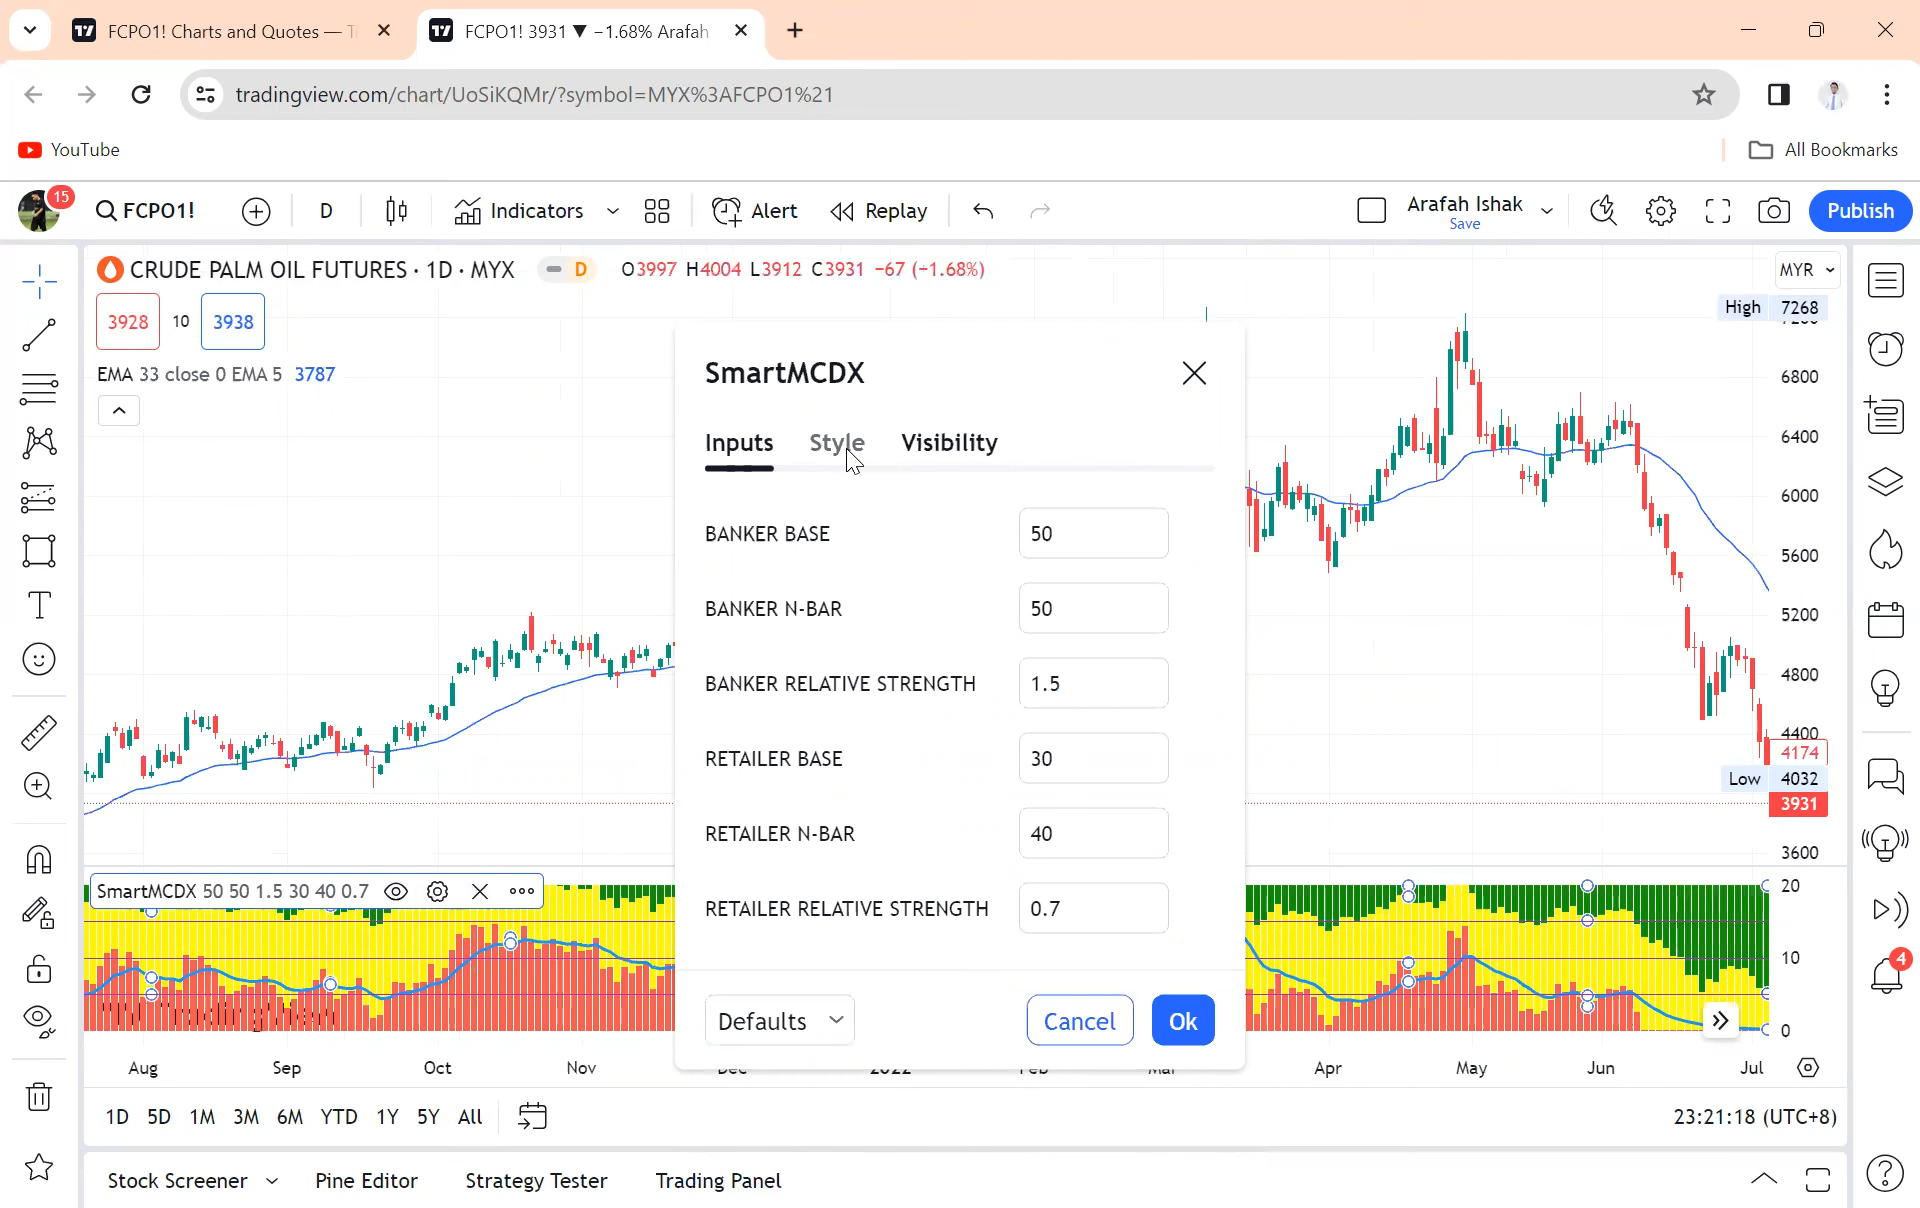 FCPO1! Charts and Quotes — T
FCPO1! 3931 ▼ −1.68% Arafah
tradingview.com/chart/UoSiKQMr/?symbol=MYX%3AFCPO1%21
YouTube
All Bookmarks
15
FCPO1!
D
Indicators
Alert
Replay
Arafah Ishak
Save
Publish
CRUDE PALM OIL FUTURES · 1D · MYX
D
O3997 H4004 L3912 C3931 −67 (−1.68%)
MYR
3928
10
3938
EMA 33 close 0 EMA 5 3787
High 7268
6800
6400
6000
5600
5200
4800
4400
4174
Low 4032
3931
3600
SmartMCDX
Inputs
Style
Visibility
BANKER BASE
50
BANKER N-BAR
50
BANKER RELATIVE STRENGTH
1.5
RETAILER BASE
30
RETAILER N-BAR
40
RETAILER RELATIVE STRENGTH
0.7
Defaults
Cancel
Ok
SmartMCDX 50 50 1.5 30 40 0.7
20
10
0
4
Aug
Sep
Oct
Nov
Dec
2022
Feb
Mar
Apr
May
Jun
Jul
1D
5D
1M
3M
6M
YTD
1Y
5Y
All
23:21:18 (UTC+8)
Stock Screener
Pine Editor
Strategy Tester
Trading Panel